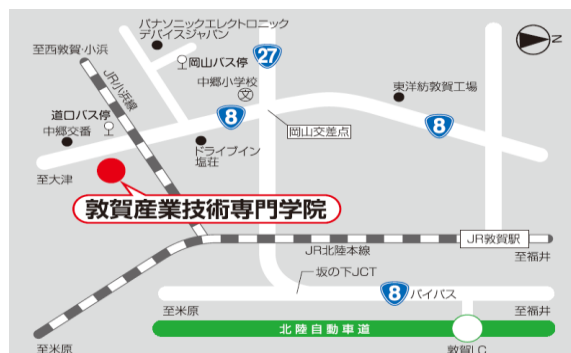 パナソニックエレクトロニック
デバイスジャパン
至西敦賀・小浜
岡山バス停
27
N
JR小浜線
中郷小学校
文
東洋紡敦賀工場
道口バス停
8
8
中郷交番
岡山交差点
ドライブイン
塩荘
至大津
敦賀産業技術専門学院
JR敦賀駅
JR北陸本線
至福井
坂の下JCT
8
バイパス
至米原
至福井
北陸自動車道
至米原
敦賀I.C